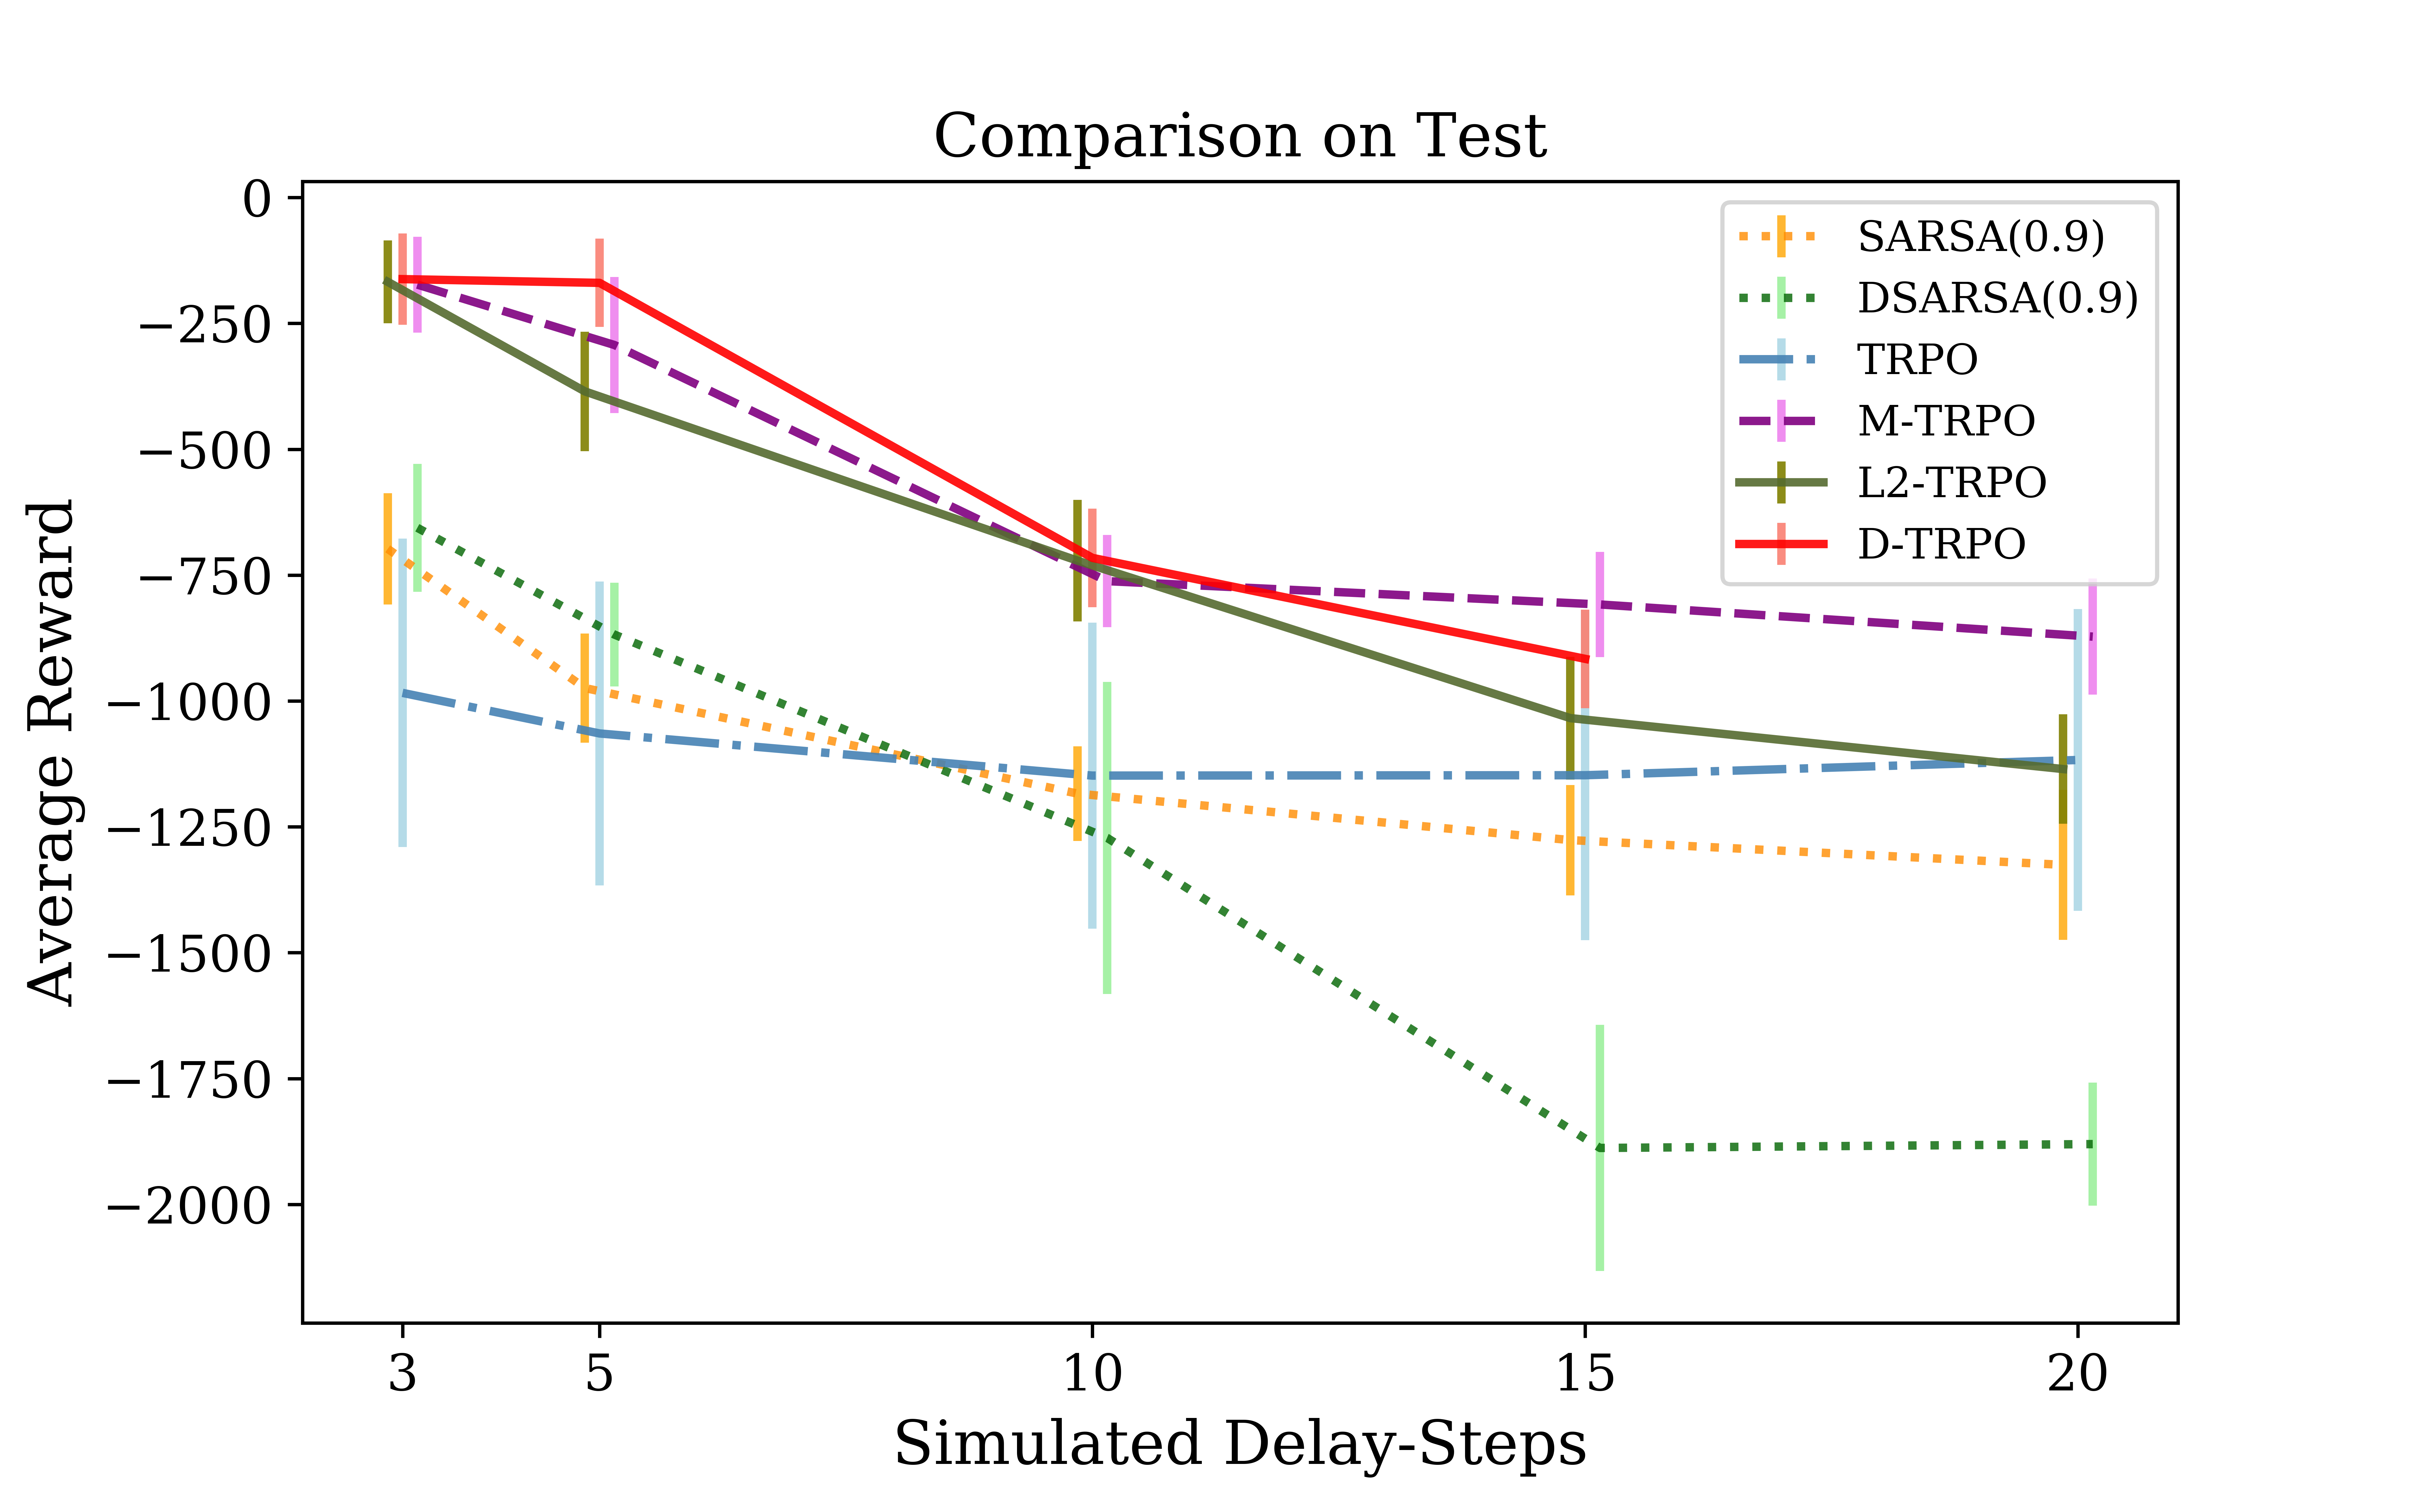 Comparison on Test
Average Reward
0
−250
−500
−750
−1000
−1250
−1500
−1750
−2000
SARSA(0.9)
DSARSA(0.9)
TRPO
M-TRPO
L2-TRPO
D-TRPO
3 5 10 15 20
Simulated Delay-Steps